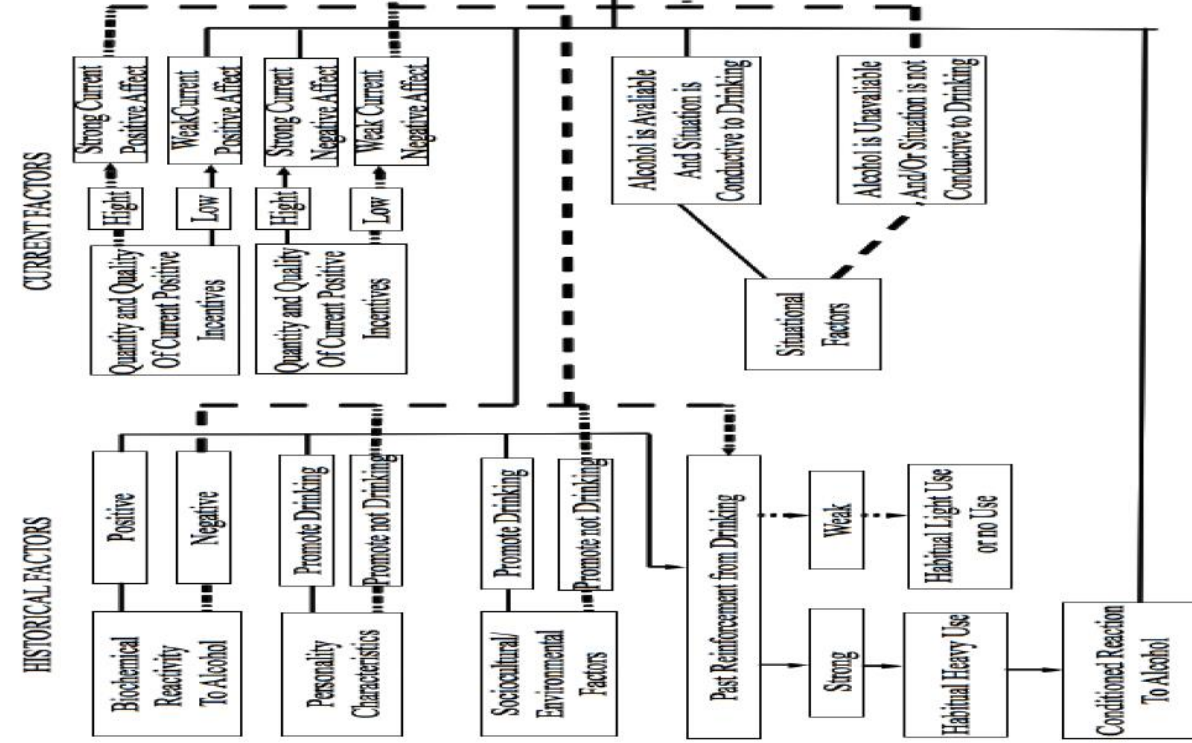 HISTORICAL FACTORS
Biochemical
Reactivity
To Alcohol
Positive
Negative
Personality
Characteristics
Promote Drinking
Promote not Drinking
Sociocultural/
Environmental
Factors
Promote Drinking
Promote not Drinking
Past Reinforcement from Drinking
Strong
Weak
Habitual Heavy Use
Habitual Light Use
or no Use
Conditioned Reaction
To Alcohol
CURRENT FACTORS
Quantity and Quality
Of Current Positive
Incentives
Hight
Low
Strong Current
Positive Affect
WeakCurrent
Positive Affect
Quantity and Quality
Of Current Positive
Incentives
Hight
Low
Strong Current
Negative Affect
Weak Current
Negative Affect
Situational
Factors
Alcohol is Avaliable
And Situation is
Conductive to Drinking
Alcohol is Unavaliable
And/Or Situation is not
Conductive to Drinking